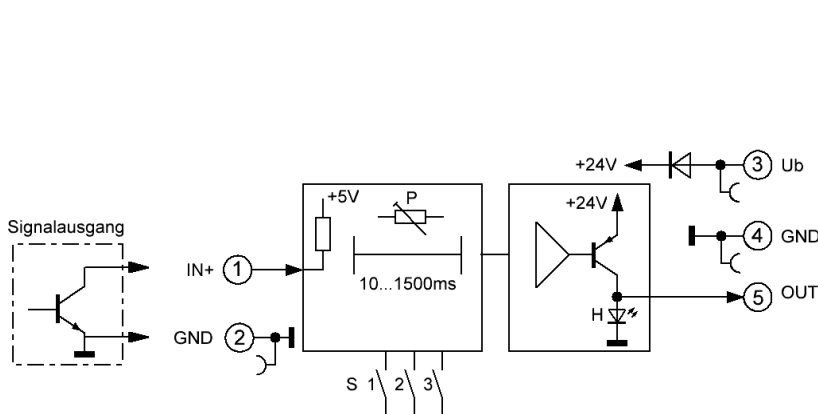 Signalausgang
IN+ 1
GND 2
+5V
P
10...1500ms
S 1 2 3
+24V
+24V
H
3 Ub
4 GND
5 OUT